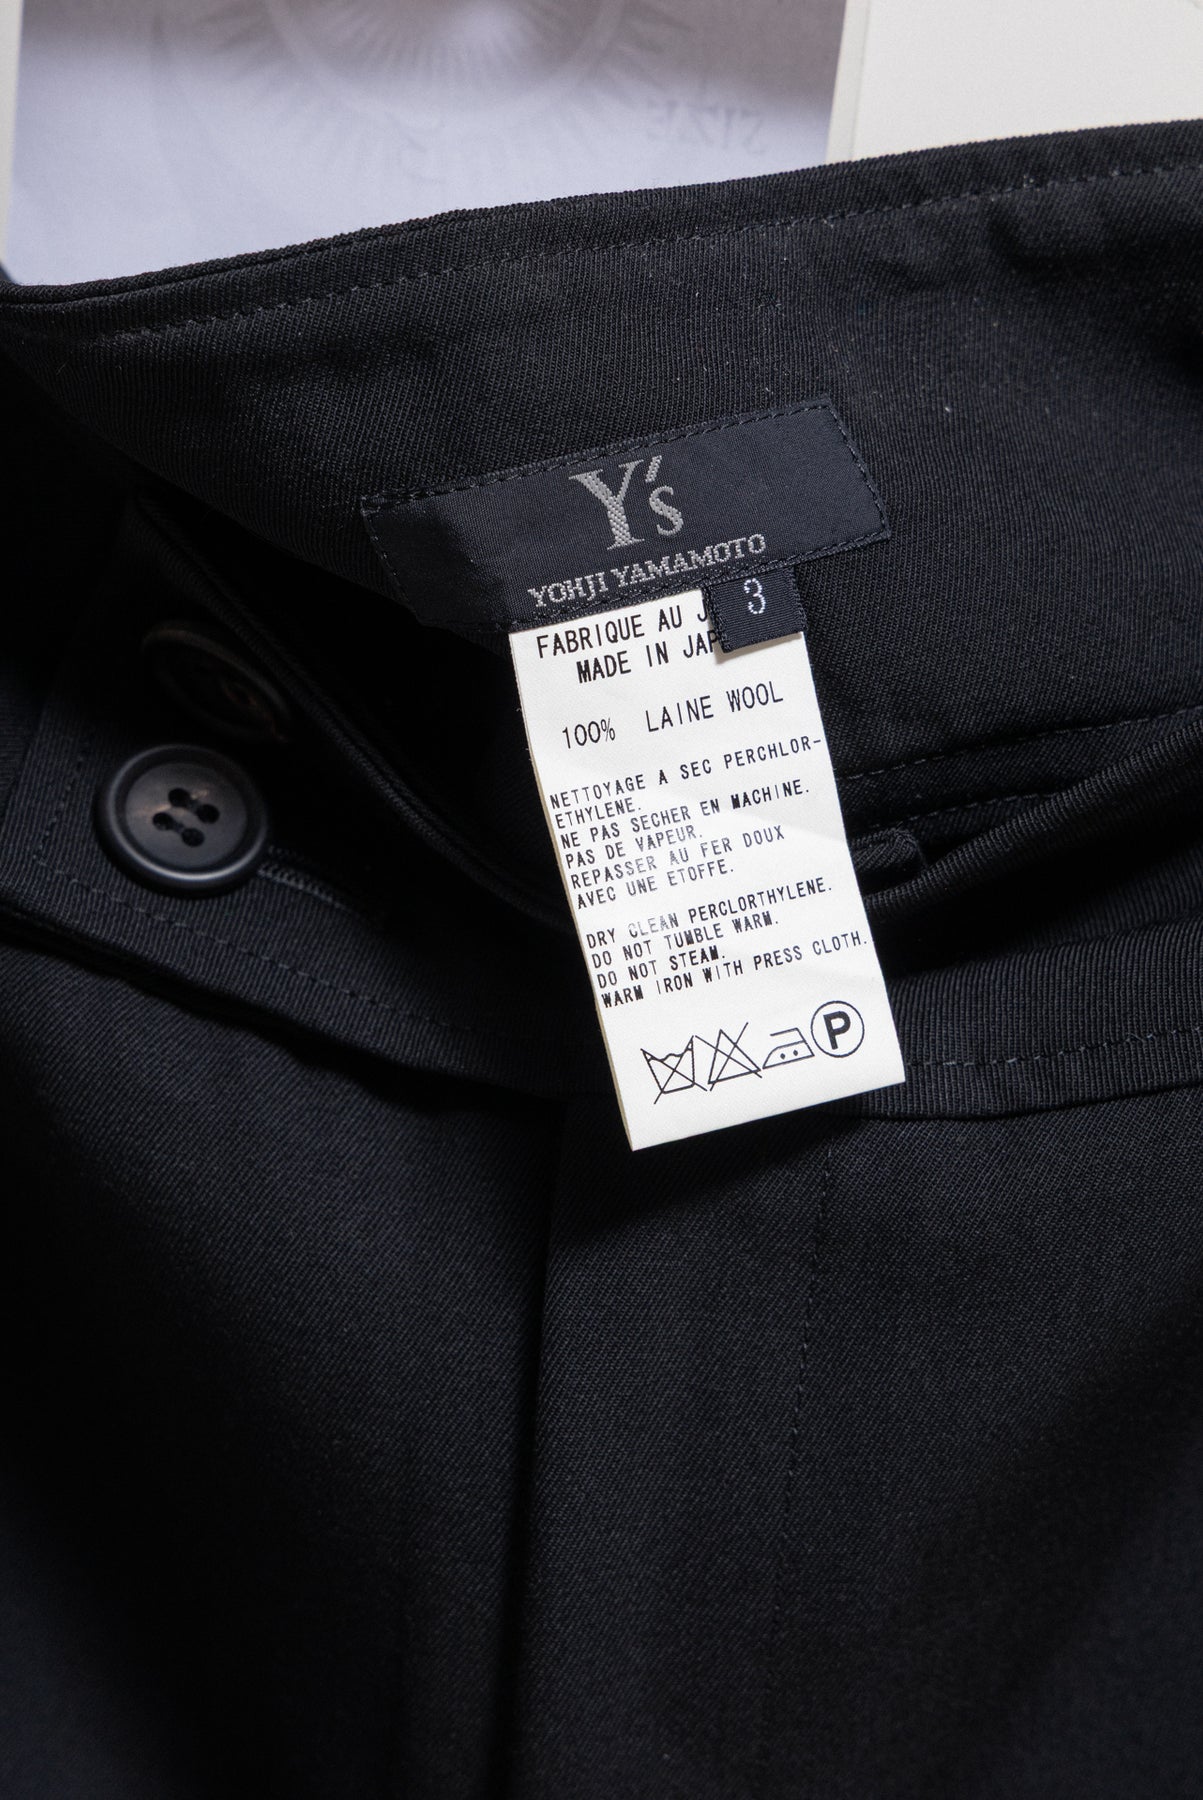 SIZE
Y's
YOHJI YAMAMOTO
3
FABRIQUE AU J
MADE IN JAP
100% LAINE WOOL
NETTOYAGE A SEC PERCHLOR-
ETHYLENE.
NE PAS SECHER EN MACHINE.
PAS DE VAPEUR.
REPASSER AU FER DOUX
AVEC UNE ETOFFE.
DRY CLEAN PERCLORTHYLENE.
DO NOT TUMBLE WARM.
DO NOT STEAM.
WARM IRON WITH PRESS CLOTH.
P